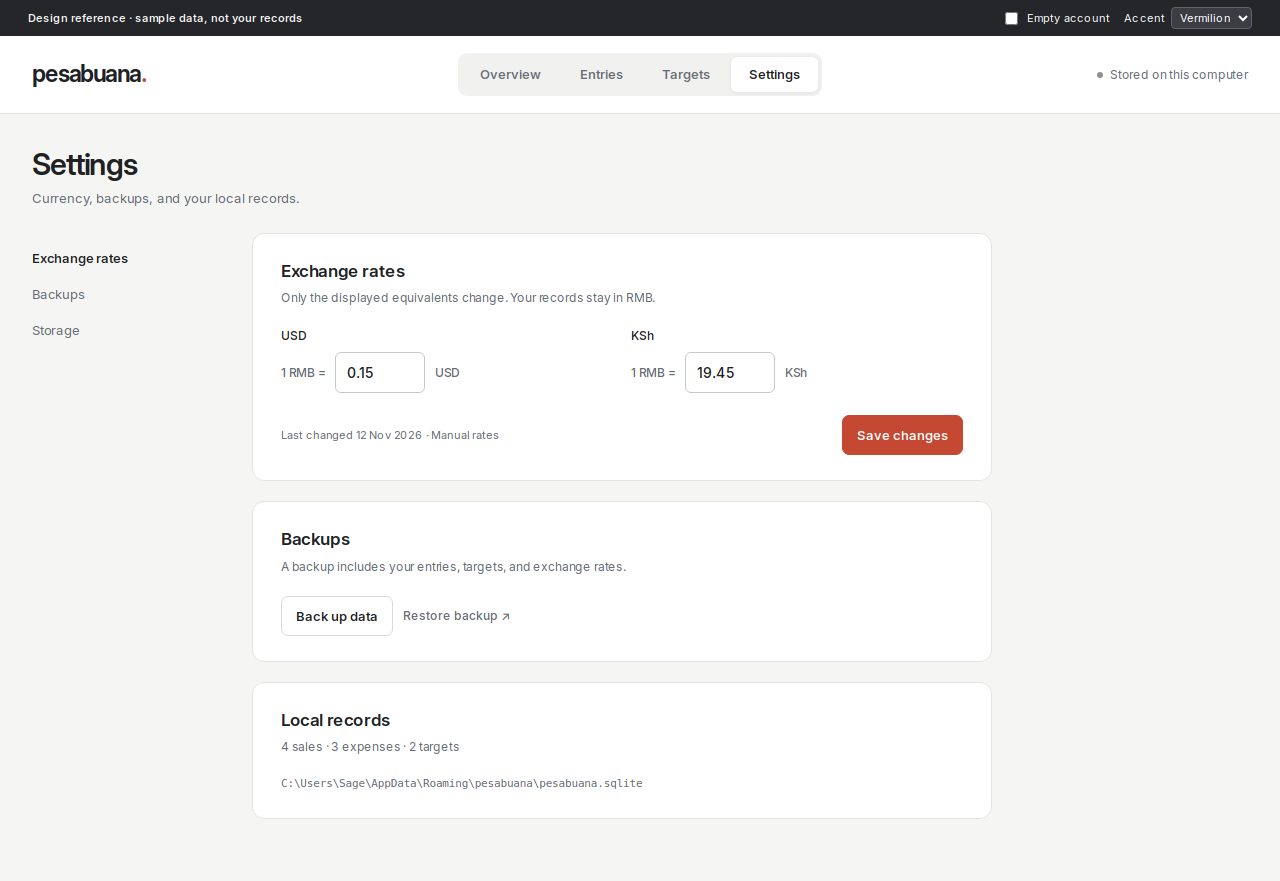 Design reference · sample data, not your records
Empty account Accent Vermilion
pesabuana.
Overview Entries Targets Settings
Stored on this computer
Settings
Currency, backups, and your local records.
Exchange rates
Backups
Storage
Exchange rates
Only the displayed equivalents change. Your records stay in RMB.
USD
1 RMB = 0.15 USD
KSh
1 RMB = 19.45 KSh
Last changed 12 Nov 2026 · Manual rates
Save changes
Backups
A backup includes your entries, targets, and exchange rates.
Back up data Restore backup ↗
Local records
4 sales · 3 expenses · 2 targets
C:\Users\Sage\AppData\Roaming\pesabuana\pesabuana.sqlite